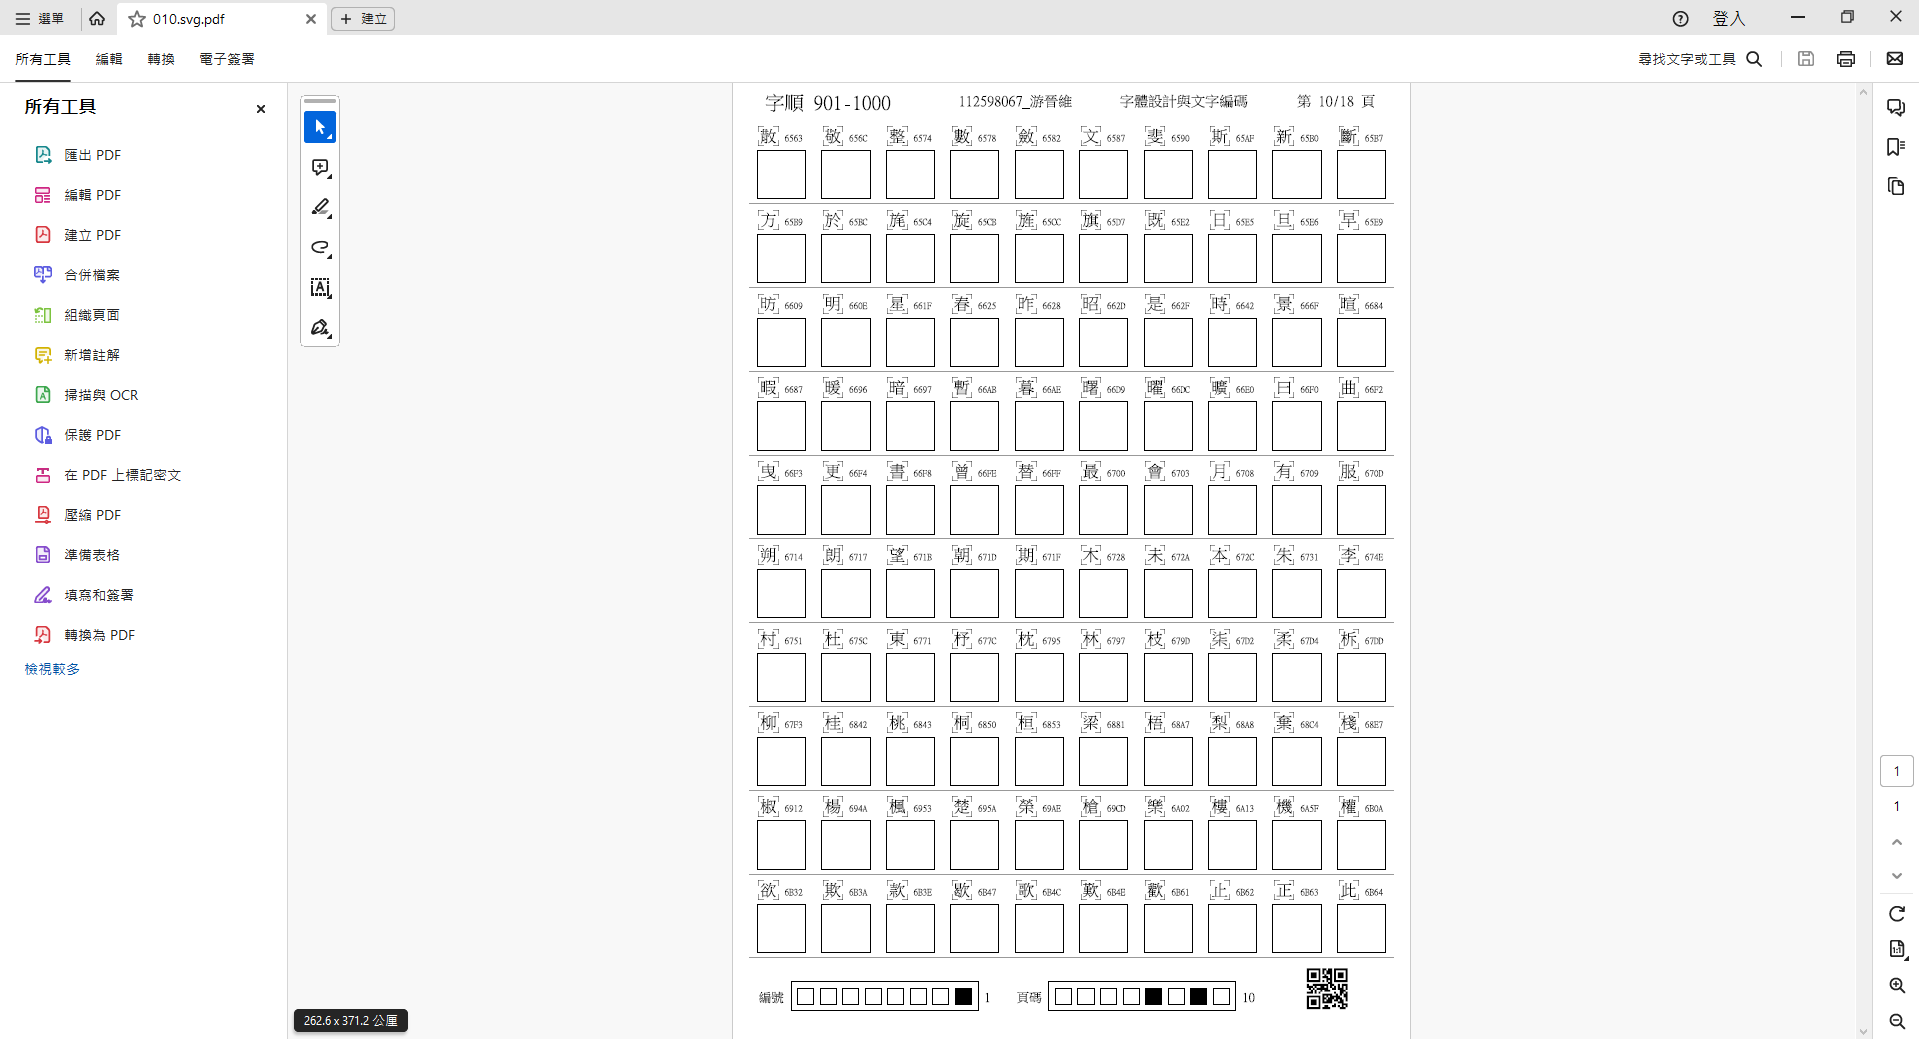 選單
010.svg.pdf
建立
登入
所有工具 編輯 轉換 電子簽署
尋找文字或工具
所有工具
匯出 PDF
編輯 PDF
建立 PDF
合併檔案
組織頁面
新增註解
掃描與 OCR
保護 PDF
在 PDF 上標記密文
壓縮 PDF
準備表格
填寫和簽署
轉換為 PDF
檢視較多
262.6 x 371.2 公厘
字順 901-1000 112598067_游晉維 字體設計與文字編碼 第 10/18 頁
散 6563 敬 656C 整 6574 數 6578 斂 6582 文 6587 斐 6590 斯 65AF 新 65B0 斷 65B7
方 65B9 於 65BC 旄 65C4 旋 65CB 旌 65CC 旗 65D7 既 65E2 日 65E5 旦 65E6 早 65E9
昉 6609 明 660E 星 661F 春 6625 昨 6628 昭 662D 是 662F 時 6642 景 666F 暄 6684
暇 6687 暖 6696 暗 6697 暫 66AB 暮 66AE 曙 66D9 曜 66DC 曠 66E0 曰 66F0 曲 66F2
曳 66F3 更 66F4 書 66F8 曾 66FE 替 66FF 最 6700 會 6703 月 6708 有 6709 服 670D
朔 6714 朗 6717 望 671B 朝 671D 期 671F 木 6728 未 672A 本 672C 朱 6731 李 674E
村 6751 杜 675C 東 6771 杼 677C 枕 6795 林 6797 枝 679D 柒 67D2 柔 67D4 柝 67DD
柳 67F3 桂 6842 桃 6843 桐 6850 桓 6853 梁 6881 梧 68A7 梨 68A8 棄 68C4 棧 68E7
椒 6912 楊 694A 楓 6953 楚 695A 榮 69AE 槍 69CD 樂 6A02 樓 6A13 機 6A5F 權 6B0A
欲 6B32 欺 6B3A 款 6B3E 歇 6B47 歌 6B4C 歎 6B4E 歡 6B61 止 6B62 正 6B63 此 6B64
編號 1 頁碼 10
1
1